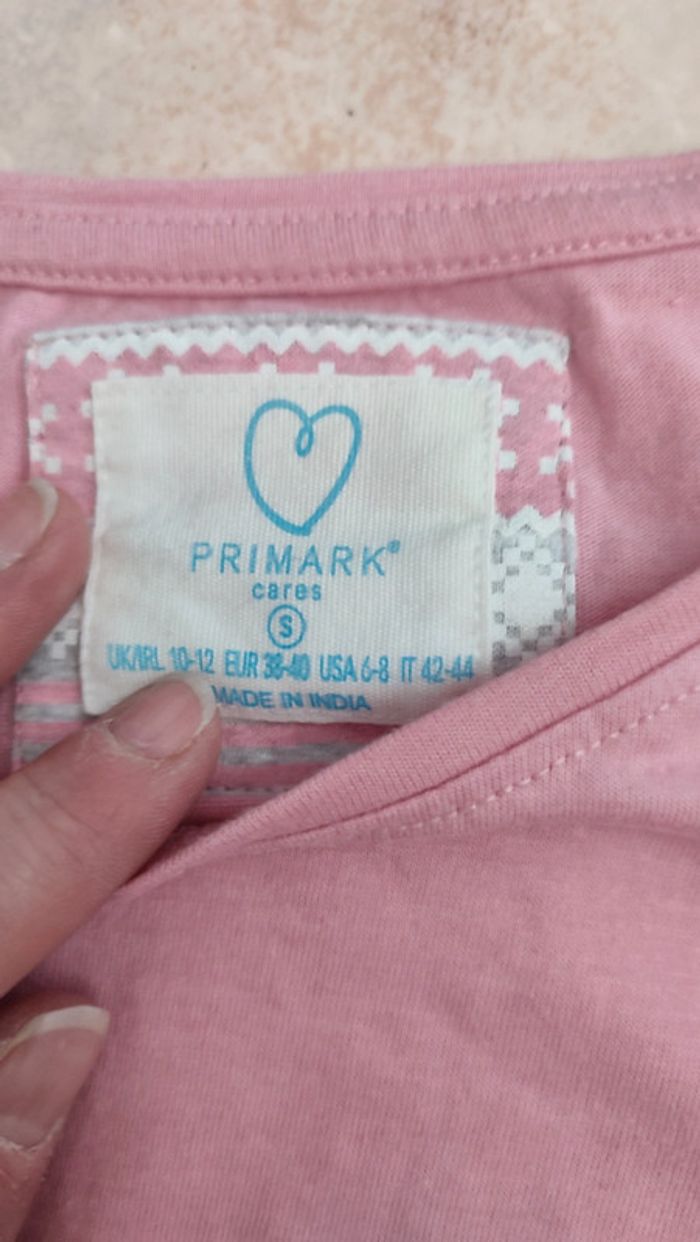 PRIMARK®
cares
S
UK/IRL 10-12 EUR 38-40 USA 6-8 IT 42-44
MADE IN INDIA